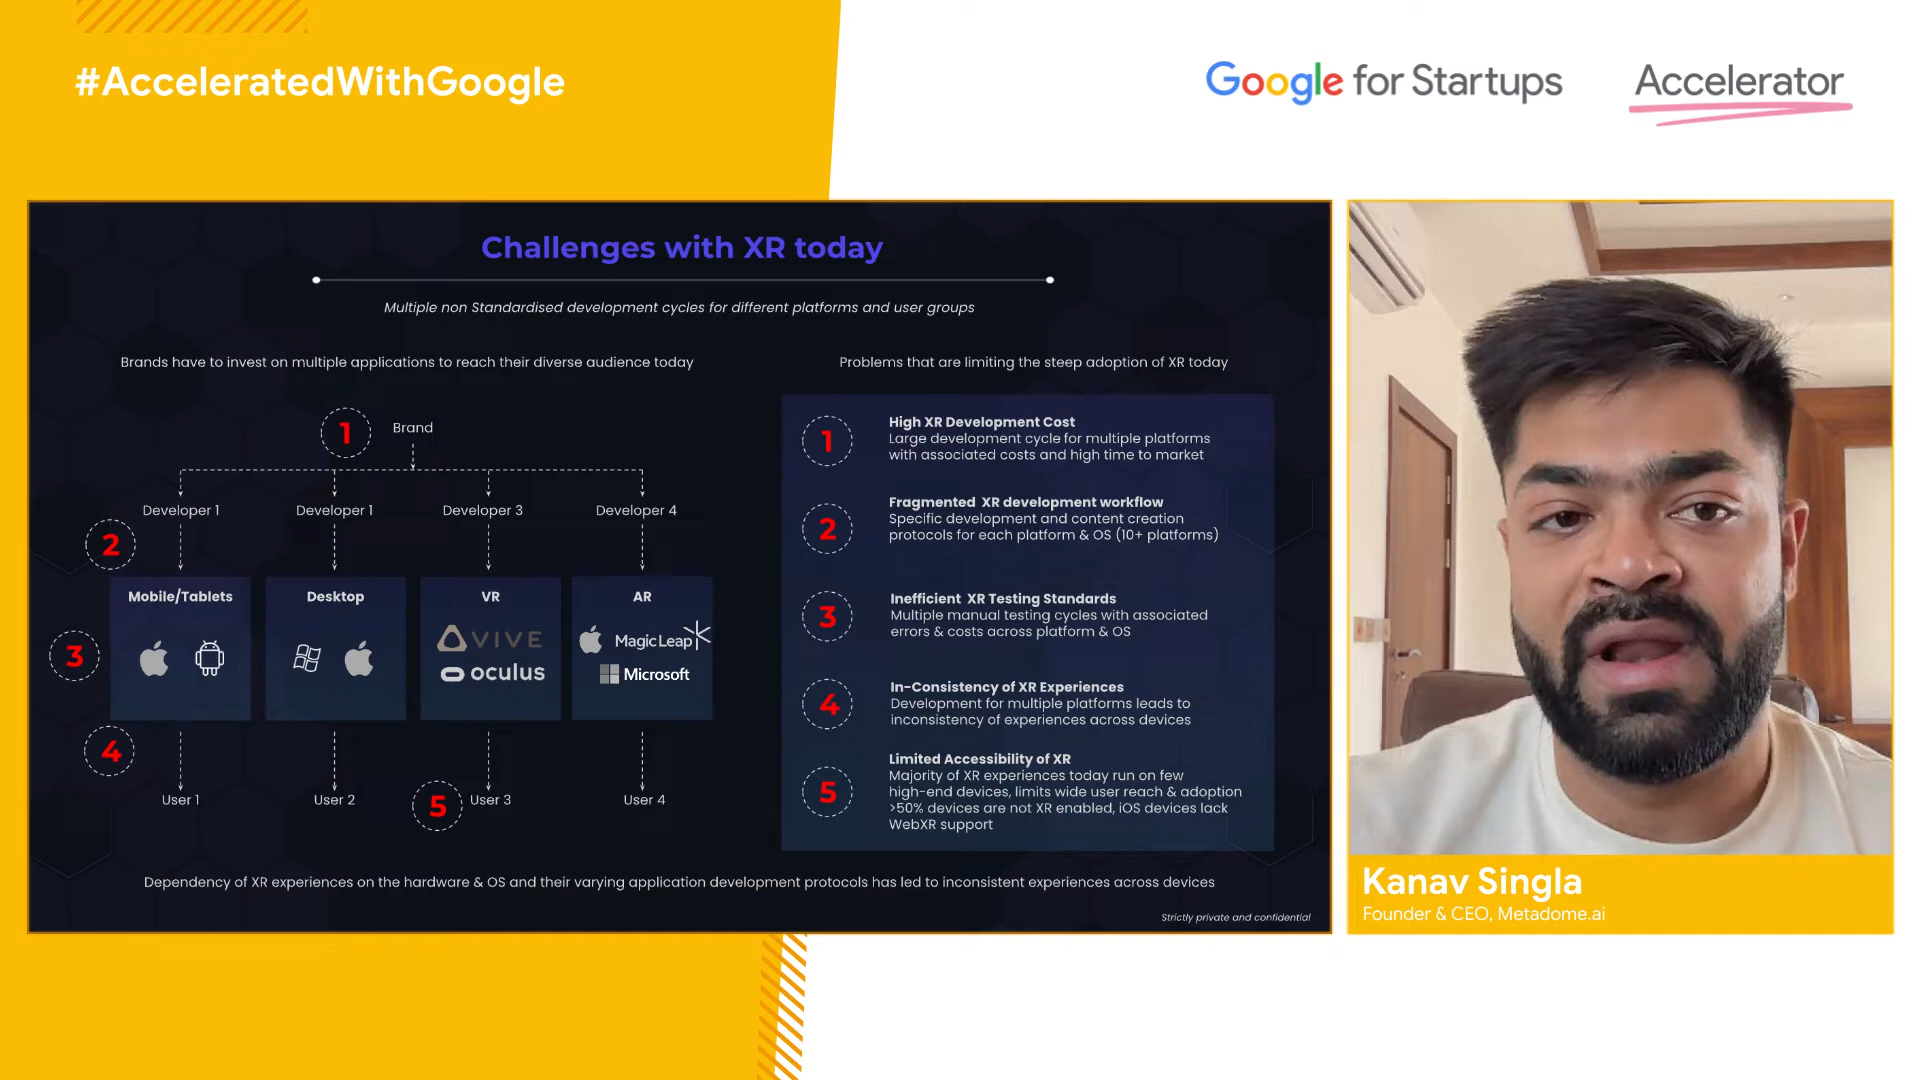 #AcceleratedWithGoogle
Google for Startups
Accelerator
Challenges with XR today
Multiple non Standardised development cycles for different platforms and user groups
Brands have to invest on multiple applications to reach their diverse audience today
1
Brand
Developer 1
Developer 1
Developer 3
Developer 4
2
Mobile/Tablets
Desktop
VR
AR
VIVE
oculus
Magic Leap
Microsoft
3
4
User 1
User 2
5
User 3
User 4
Problems that are limiting the steep adoption of XR today
1
High XR Development Cost
Large development cycle for multiple platforms
with associated costs and high time to market
2
Fragmented XR development workflow
Specific development and content creation
protocols for each platform & OS (10+ platforms)
3
Inefficient XR Testing Standards
Multiple manual testing cycles with associated
errors & costs across platform & OS
4
In-Consistency of XR Experiences
Development for multiple platforms leads to
inconsistency of experiences across devices
5
Limited Accessibility of XR
Majority of XR experiences today run on few
high-end devices, limits wide user reach & adoption
>50% devices are not XR enabled, iOS devices lack
WebXR support
Dependency of XR experiences on the hardware & OS and their varying application development protocols has led to inconsistent experiences across devices
Strictly private and confidential
Kanav Singla
Founder & CEO, Metadome.ai